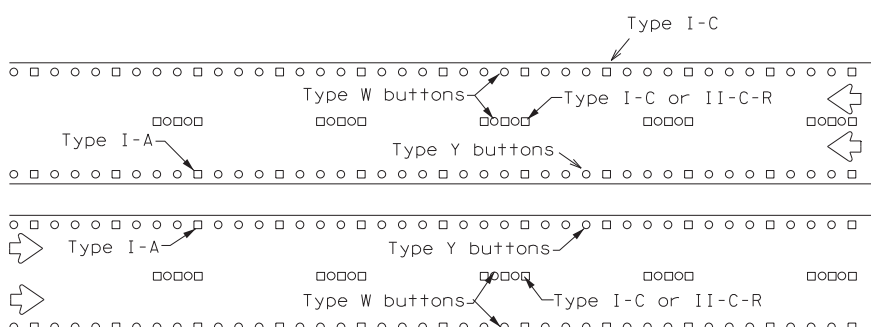 Type I-C
Type W buttons
Type I-C or II-C-R
Type I-A
Type Y buttons
Type I-A
Type Y buttons
Type W buttons
Type I-C or II-C-R